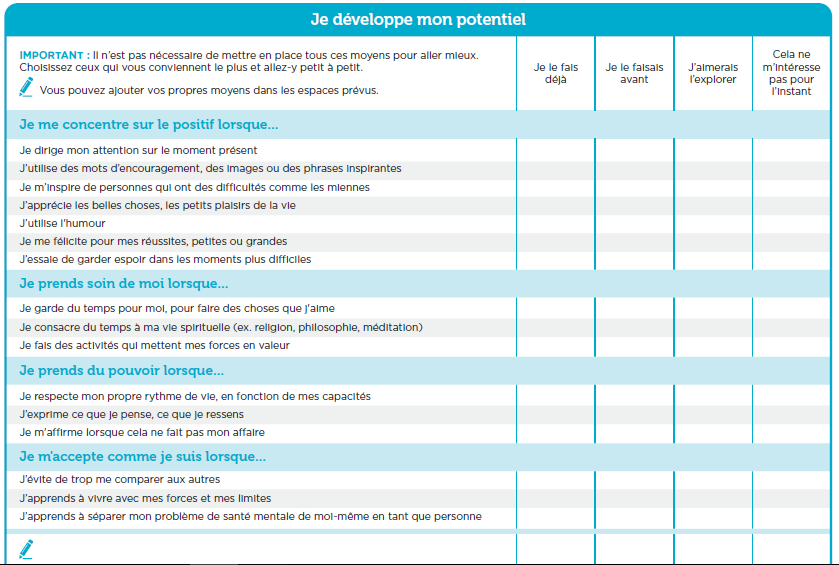 Je développe mon potentiel
IMPORTANT : Il n'est pas nécessaire de mettre en place tous ces moyens pour aller mieux.
Choisissez ceux qui vous conviennent le plus et allez-y petit à petit.
Vous pouvez ajouter vos propres moyens dans les espaces prévus.
Je le fais
déjà
Je le faisais
avant
J'aimerais
l'explorer
Cela ne
m'intéresse
pas pour
l'instant
Je me concentre sur le positif lorsque...
Je dirige mon attention sur le moment présent
J'utilise des mots d'encouragement, des images ou des phrases inspirantes
Je m'inspire de personnes qui ont des difficultés comme les miennes
J'apprécie les belles choses, les petits plaisirs de la vie
J'utilise l'humour
Je me félicite pour mes réussites, petites ou grandes
J'essaie de garder espoir dans les moments plus difficiles
Je prends soin de moi lorsque...
Je garde du temps pour moi, pour faire des choses que j'aime
Je consacre du temps à ma vie spirituelle (ex. religion, philosophie, méditation)
Je fais des activités qui mettent mes forces en valeur
Je prends du pouvoir lorsque...
Je respecte mon propre rythme de vie, en fonction de mes capacités
J'exprime ce que je pense, ce que je ressens
Je m'affirme lorsque cela ne fait pas mon affaire
Je m'accepte comme je suis lorsque...
J'évite de trop me comparer aux autres
J'apprends à vivre avec mes forces et mes limites
J'apprends à séparer mon problème de santé mentale de moi-même en tant que personne